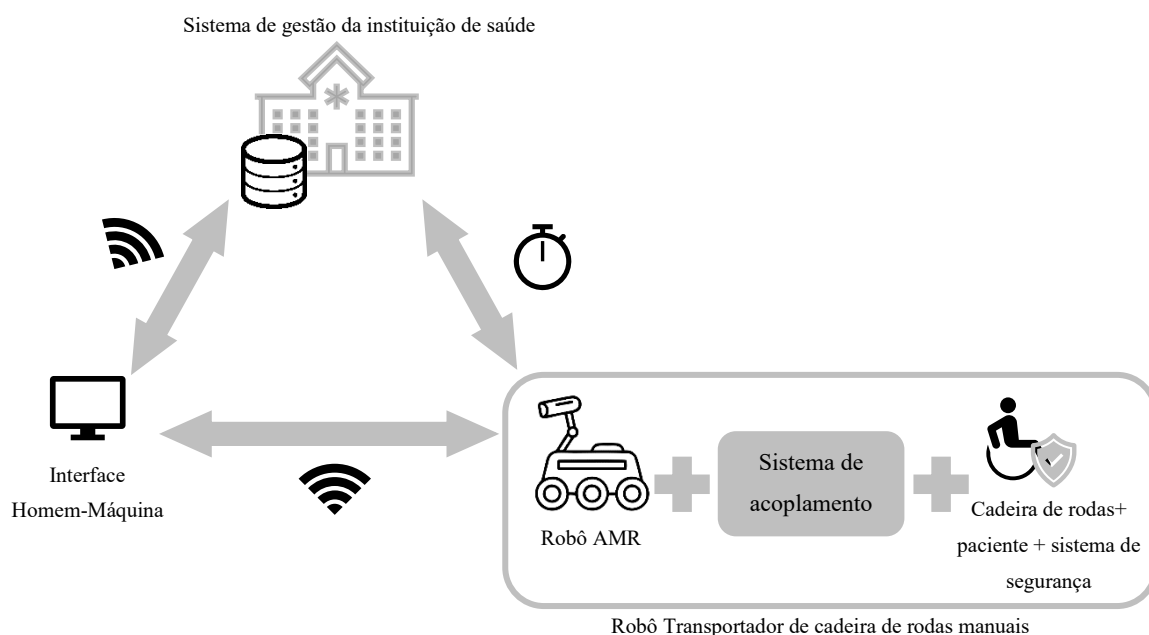 Sistema de gestão da instituição de saúde
Interface
Homem-Máquina
Robô AMR
Sistema de
acoplamento
Cadeira de rodas+
paciente + sistema de
segurança
Robô Transportador de cadeira de rodas manuais